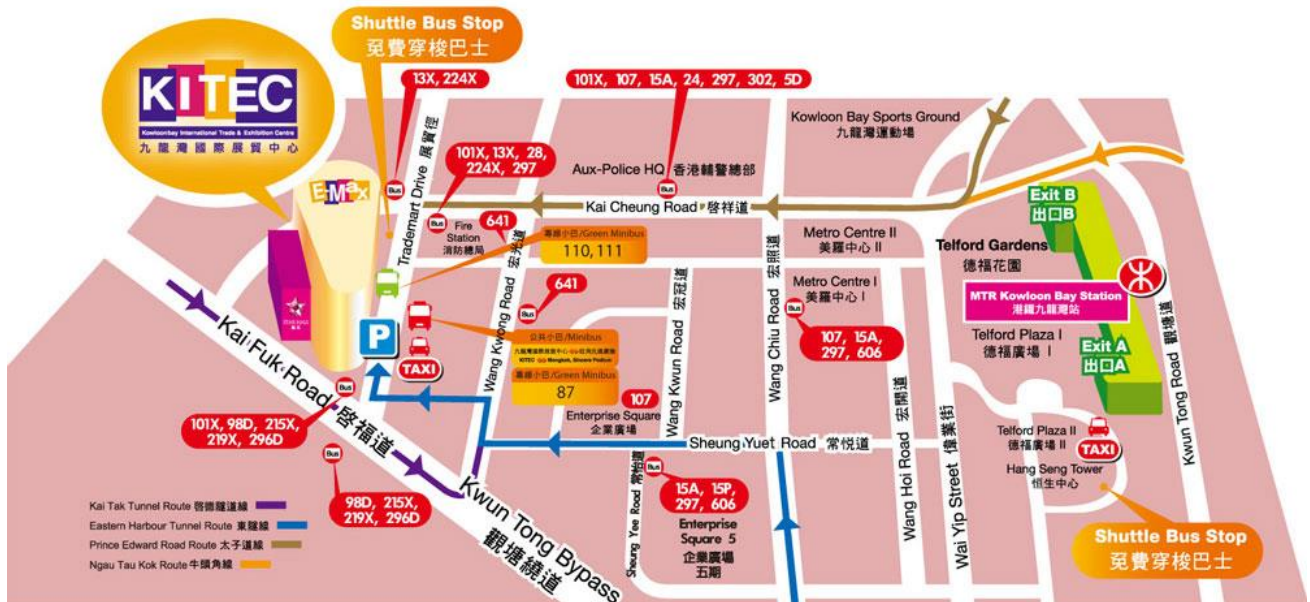 KITEC
Kowloonbay International Trade & Exhibition Centre
九龍灣國際展貿中心
Shuttle Bus Stop
免費穿梭巴士
13X, 224X
101X, 107, 15A, 24, 297, 302, 5D
Kowloon Bay Sports Ground
九龍灣運動場
E-Max
Bus
Trademart Drive 展貿徑
101X, 13X, 28,
224X, 297
Aux-Police HQ 香港輔警總部
Bus
Kai Cheung Road 啓祥道
Exit B
出口B
Bus
Fire
Station
消防總局
641
Wang Kwong Road 宏光道
專線小巴/Green Minibus
110, 111
Metro Centre II
美羅中心 II
Telford Gardens
德福花園
Wang Kwun Road 宏冠道
Wang Chiu Road 宏照道
Metro Centre I
美羅中心 I
MTR Kowloon Bay Station
港鐵九龍灣站
Bus
641
P
TAXI
公共小巴/Minibus
專線小巴/Green Minibus
87
Bus
107, 15A,
297, 606
Telford Plaza I
德福廣場 I
Exit A
出口A
Kwun Tong Road 觀塘道
Kai Fuk Road 啓福道
Bus
101X, 98D, 215X,
219X, 296D
107
Enterprise Square
企業廣場
Sheung Yuet Road 常悅道
Wang Hoi Road 宏開道
Wai Yip Street 偉業街
Telford Plaza II
德福廣場 II
TAXI
Hang Seng Tower
恒生中心
Bus
98D, 215X,
219X, 296D
Kwun Tong Bypass
觀塘繞道
Sheung Yee Road 常怡道
Bus
15A, 15P,
297, 606
Enterprise
Square 5
企業廣場
五期
Shuttle Bus Stop
免費穿梭巴士
Kai Tak Tunnel Route 啓德隧道線
Eastern Harbour Tunnel Route 東隧線
Prince Edward Road Route 太子道線
Ngau Tau Kok Route 牛頭角線